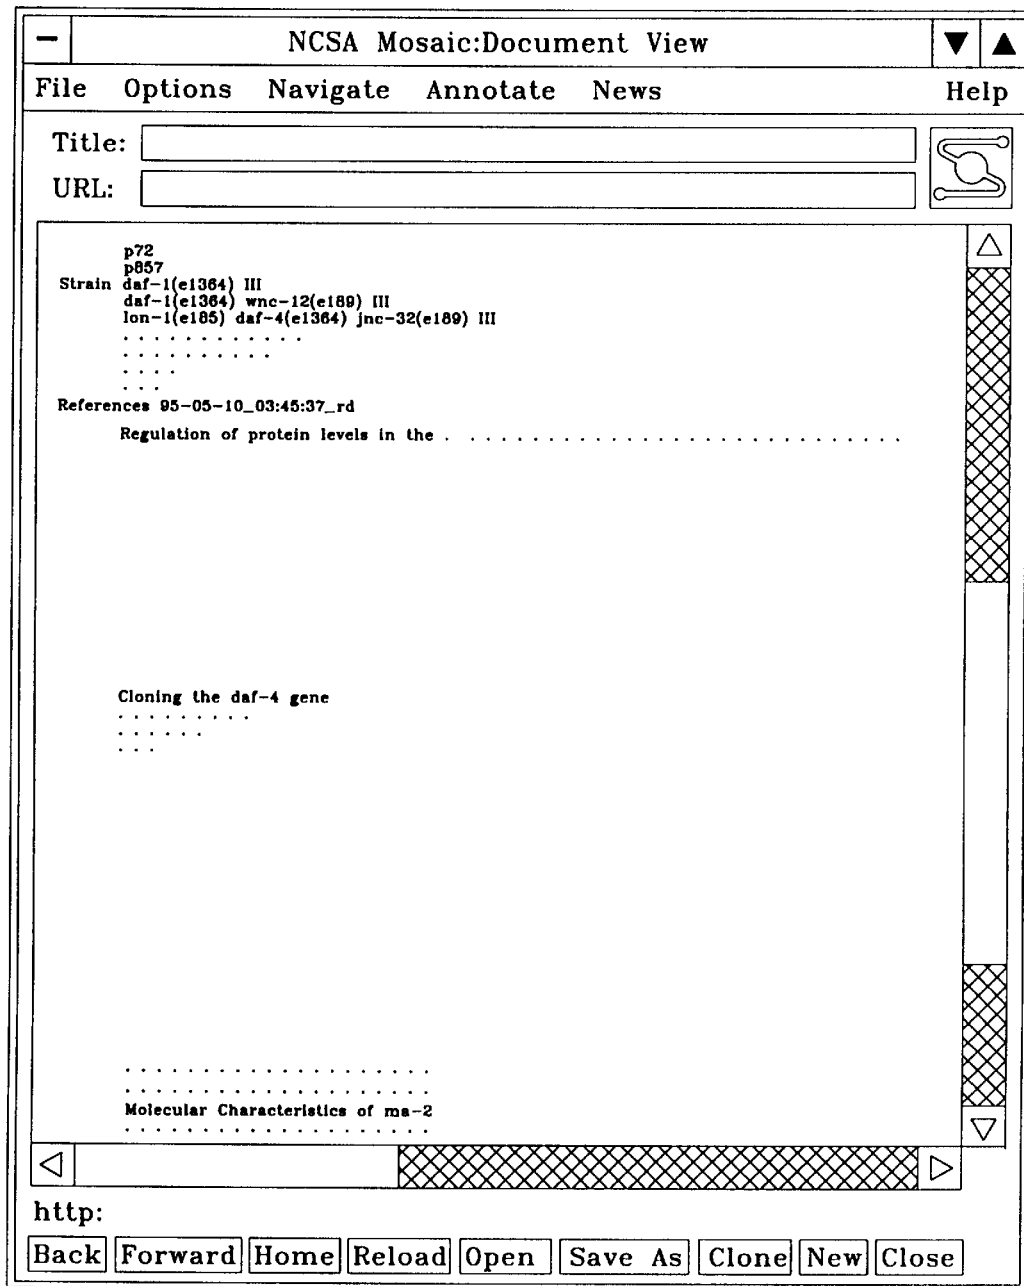 NCSA Mosaic:Document View
File Options Navigate Annotate News Help
Title:
URL:
p72
p857
Strain daf-1(e1364) III
daf-1(e1364) wnc-12(e189) III
lon-1(e185) daf-4(e1364) jnc-32(e189) III
. . . . . . . . . . . .
. . . . . . . . . .
. . . .
. . .
References 95-05-10_03:45:37_rd
Regulation of protein levels in the . . . . . . . . . . . . . . . . . . . . . . . . . . . .
Cloning the daf-4 gene
. . . . . . . . .
. . . . . .
. . .
. . . . . . . . . . . . . . . . . . . .
. . . . . . . . . . . . . . . . . . . .
Molecular Characteristics of ma-2
. . . . . . . . . . . . . . . . . . . .
http:
Back Forward Home Reload Open Save As Clone New Close